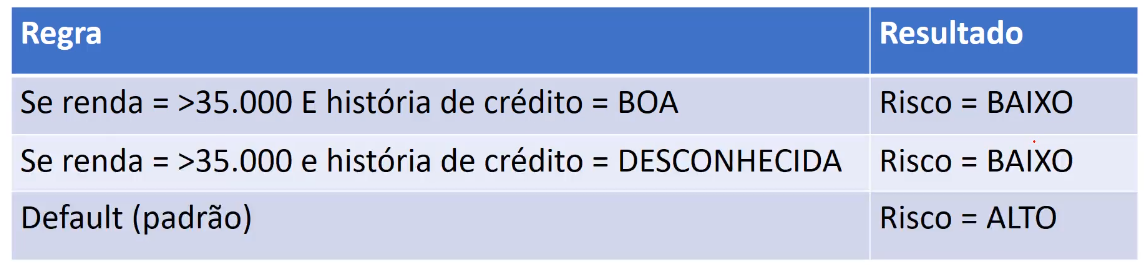 Regra Resultado
Se renda = >35.000 E história de crédito = BOA Risco = BAIXO
Se renda = >35.000 e história de crédito = DESCONHECIDA Risco = BAIXO
Default (padrão) Risco = ALTO